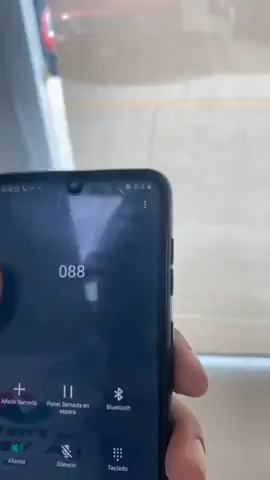 088
Añadir llamada
Poner llamada en
espera
Bluetooth
Altavoz
Silencio
Teclado